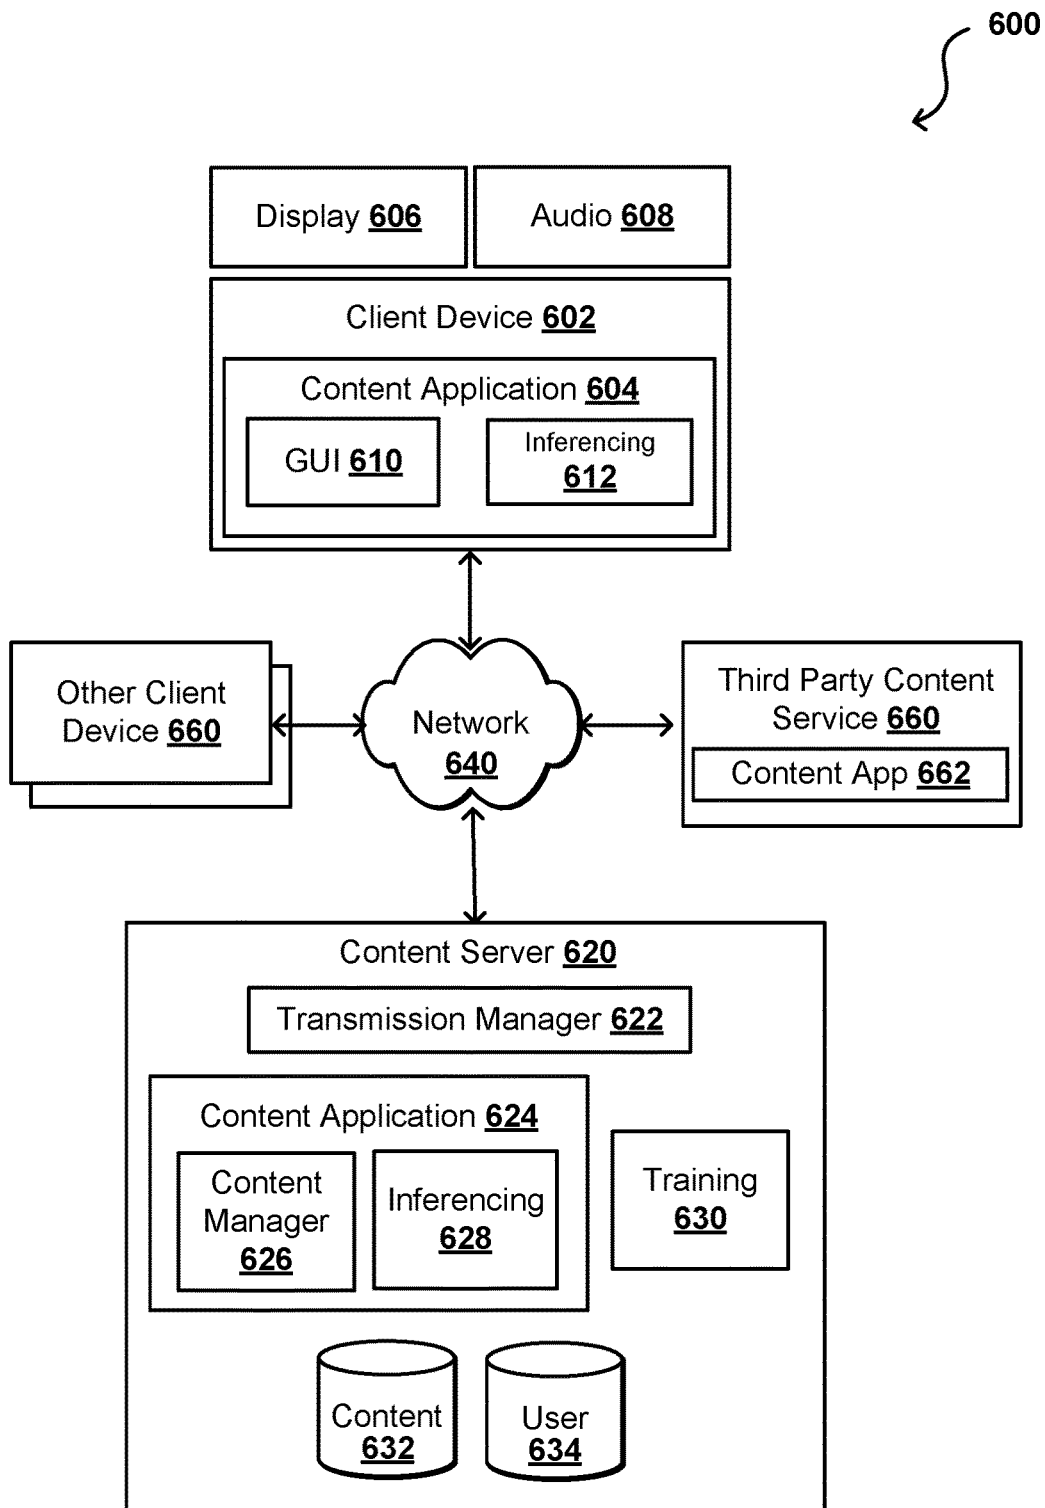 600
Display 606
Audio 608
Client Device 602
Content Application 604
GUI 610
Inferencing
612
Other Client
Device 660
Network
640
Third Party Content
Service 660
Content App 662
Content Server 620
Transmission Manager 622
Content Application 624
Content
Manager
626
Inferencing
628
Training
630
Content
632
User
634